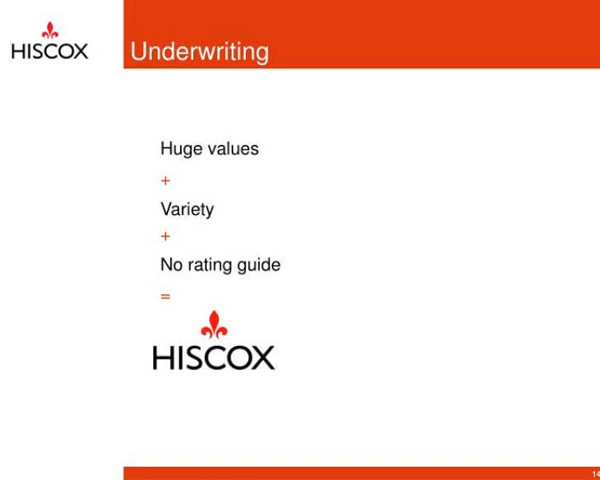 HISCOX
Underwriting
Huge values
+
Variety
+
No rating guide
=
HISCOX
14